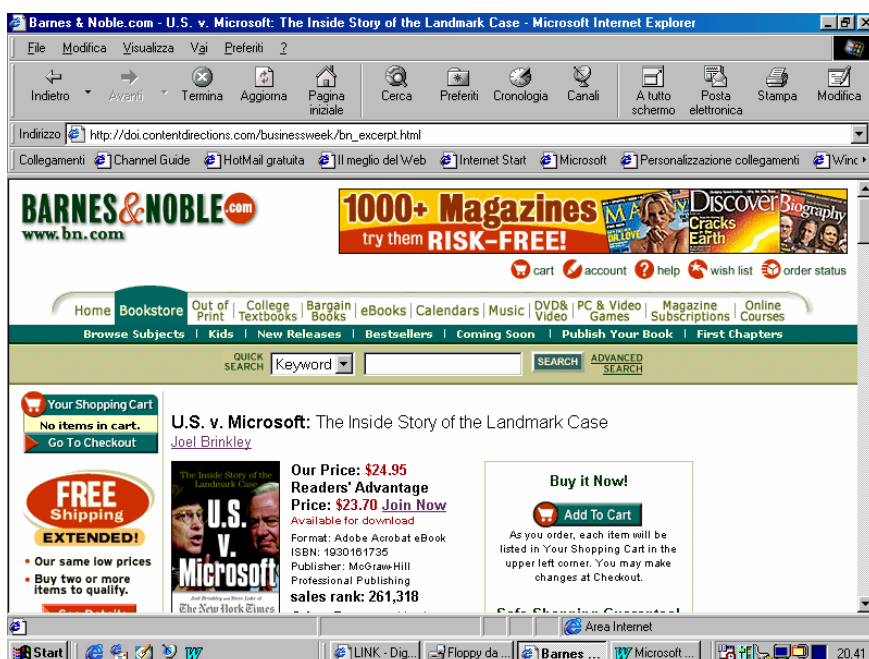 Barnes & Noble.com - U.S. v. Microsoft: The Inside Story of the Landmark Case - Microsoft Internet Explorer
File Modifica Visualizza Vai Preferiti ?
Indietro Avanti Termina Aggiorna Pagina iniziale Cerca Preferiti Cronologia Canali A tutto schermo Posta elettronica Stampa Modifica
Indirizzo http://doi.contentdirections.com/businessweek/bn_excerpt.html
Collegamenti Channel Guide HotMail gratuita Il meglio del Web Internet Start Microsoft Personalizzazione collegamenti
BARNES&NOBLE.com
www.bn.com
1000+ Magazines
try them RISK-FREE!
Discover
Biography
Cracks
Earth
cart account help wish list order status
Home Bookstore Out of Print College Textbooks Bargain Books eBooks Calendars Music DVD& Video PC & Video Games Magazine Subscriptions Online Courses
Browse Subjects | Kids | New Releases | Bestsellers | Coming Soon | Publish Your Book | First Chapters
QUICK SEARCH Keyword SEARCH ADVANCED SEARCH
Your Shopping Cart
No items in cart.
Go To Checkout
FREE
Shipping
EXTENDED!
• Our same low prices
• Buy two or more
items to qualify.
U.S. v. Microsoft: The Inside Story of the Landmark Case
Joel Brinkley
The Inside Story of the
Landmark Case
U.S.
v.
Microsoft
Joel Brinkley and Steve Lohr of
The New York Times
Our Price: $24.95
Readers' Advantage
Price: $23.70 Join Now
Available for download
Format: Adobe Acrobat eBook
ISBN: 1930161735
Publisher: McGraw-Hill
Professional Publishing
sales rank: 261,318
Buy it Now!
Add To Cart
As you order, each item will be
listed in Your Shopping Cart in the
upper left corner. You may make
changes at Checkout.
Area Internet
Start LINK - Dig... Floppy da ... Barnes ... Microsoft ... 20.41